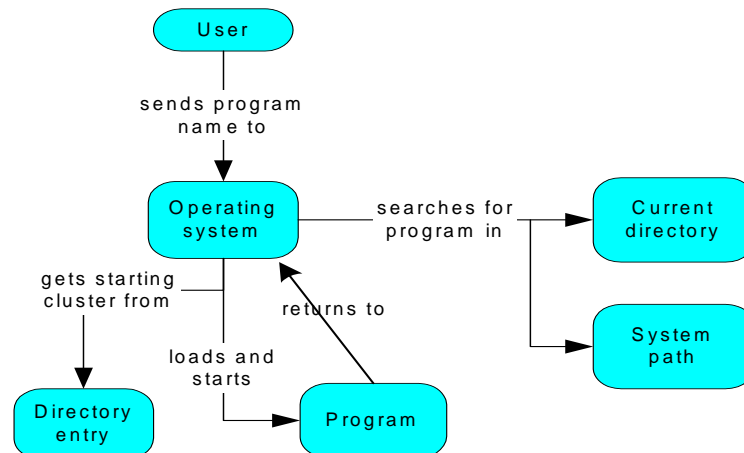 User
sends program
name to
Operating
system
searches for
program in
Current
directory
gets starting
cluster from
returns to
System
path
loads and
starts
Directory
entry
Program